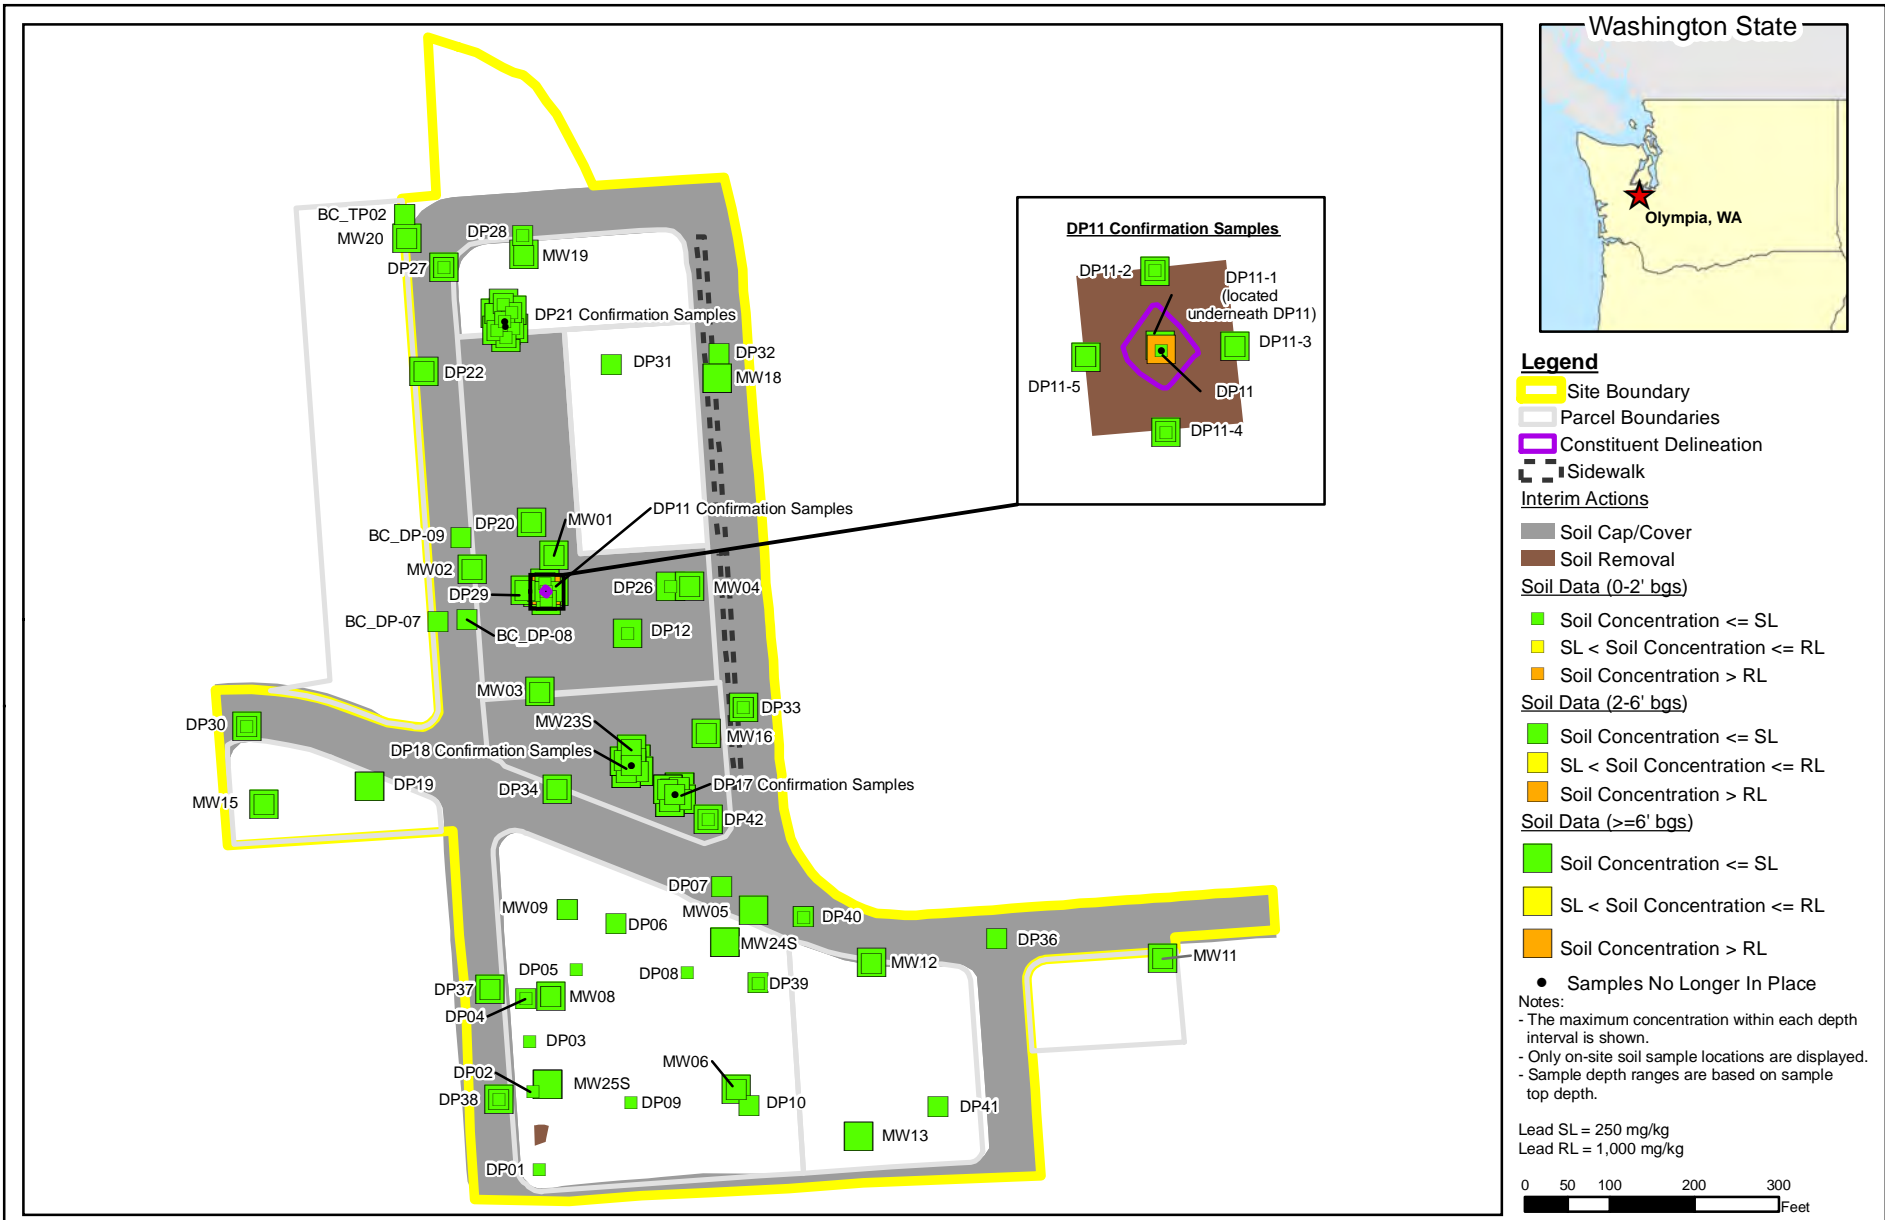 Washington State
Olympia, WA
BC_TP02
MW20
DP28
MW19
DP27
DP21 Confirmation Samples
DP31
DP32
MW18
DP22
DP11 Confirmation Samples
DP11-2
DP11-1
(located
underneath DP11)
DP11-3
DP11-5
DP11
DP11-4
DP20
MW01
DP11 Confirmation Samples
BC_DP-09
MW02
DP29
DP26
MW04
BC_DP-07
BC_DP-08
DP12
MW03
DP33
MW23S
MW16
DP30
DP18 Confirmation Samples
DP19
DP34
DP17 Confirmation Samples
MW15
DP42
DP07
MW09
MW05
DP40
DP06
MW24S
DP36
MW11
MW12
DP05
DP08
DP39
DP37
MW08
DP04
DP03
MW06
DP02
MW25S
DP38
DP09
DP10
DP41
MW13
DP01
Legend
Site Boundary
Parcel Boundaries
Constituent Delineation
Sidewalk
Interim Actions
Soil Cap/Cover
Soil Removal
Soil Data (0-2' bgs)
Soil Concentration <= SL
SL < Soil Concentration <= RL
Soil Concentration > RL
Soil Data (2-6' bgs)
Soil Concentration <= SL
SL < Soil Concentration <= RL
Soil Concentration > RL
Soil Data (>=6' bgs)
Soil Concentration <= SL
SL < Soil Concentration <= RL
Soil Concentration > RL
Samples No Longer In Place
Notes:
- The maximum concentration within each depth
interval is shown.
- Only on-site soil sample locations are displayed.
- Sample depth ranges are based on sample
top depth.
Lead SL = 250 mg/kg
Lead RL = 1,000 mg/kg
0 50 100 200 300
Feet